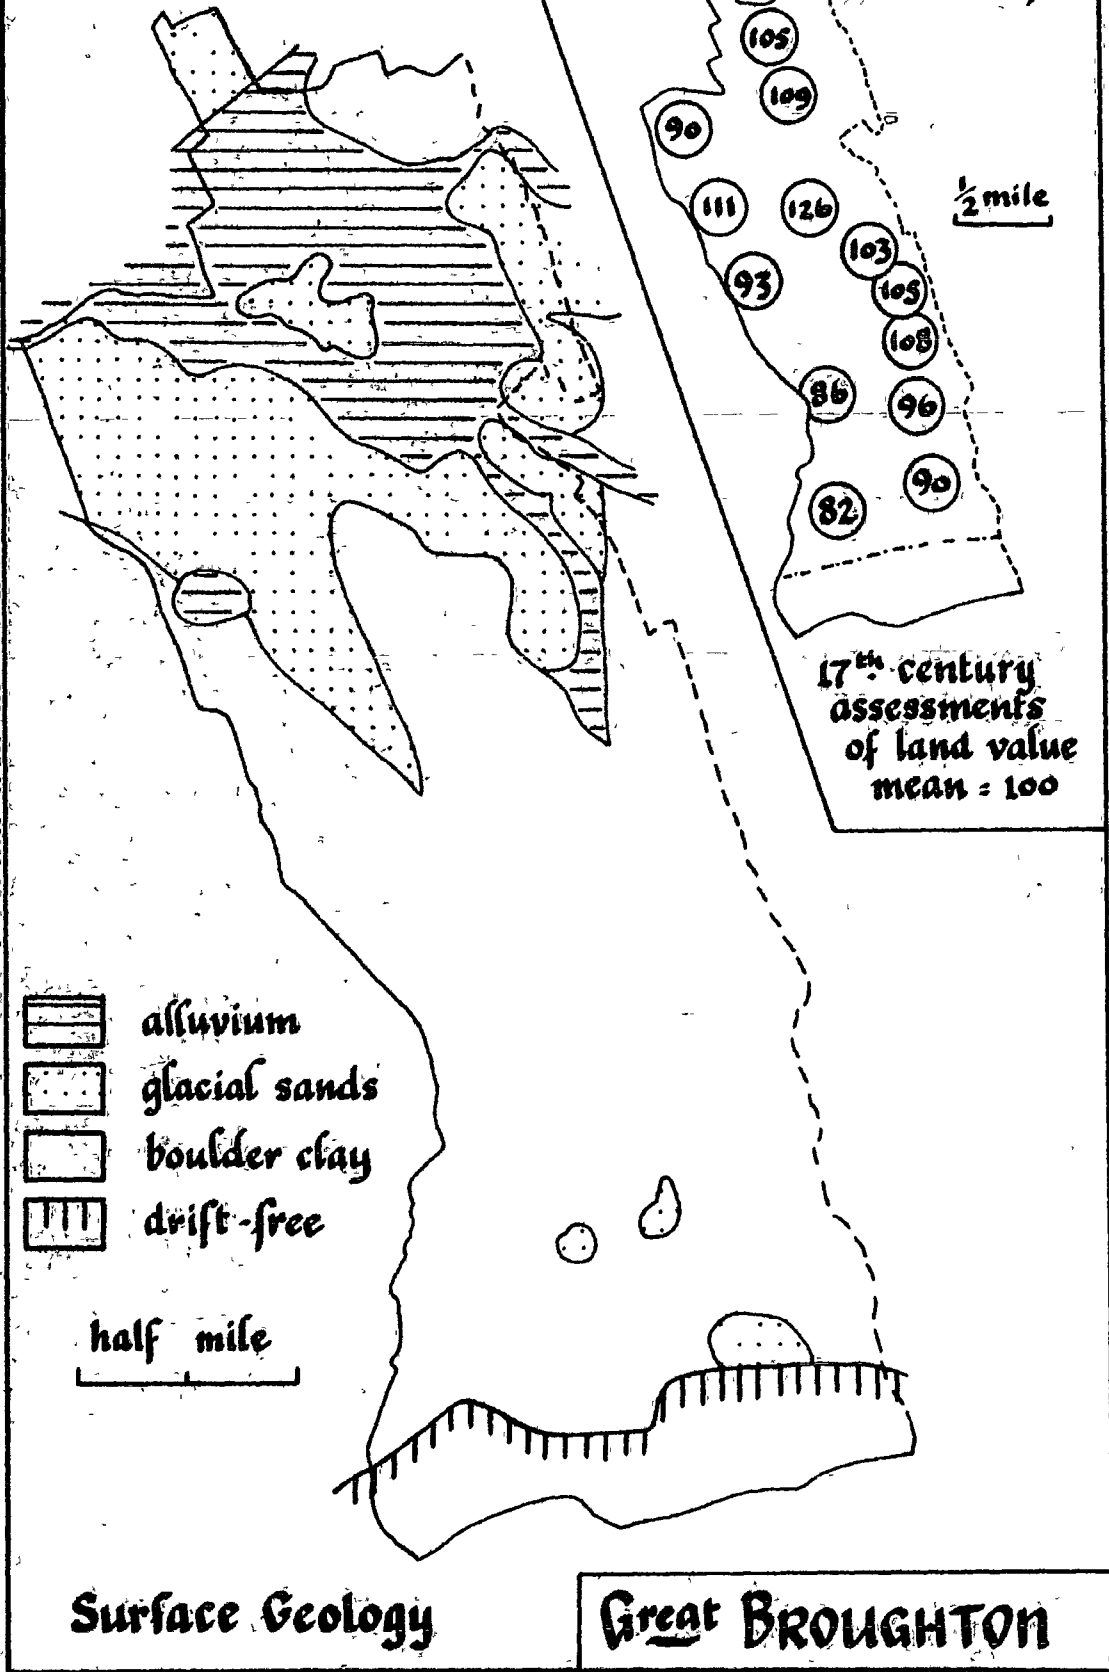 105
109
90
111
126
103
93
105
108
86
96
90
82
½ mile
17th century
assessments
of land value
mean = 100
alluvium
glacial sands
boulder clay
drift-free
half mile
Surface Geology
Great BROUGHTON